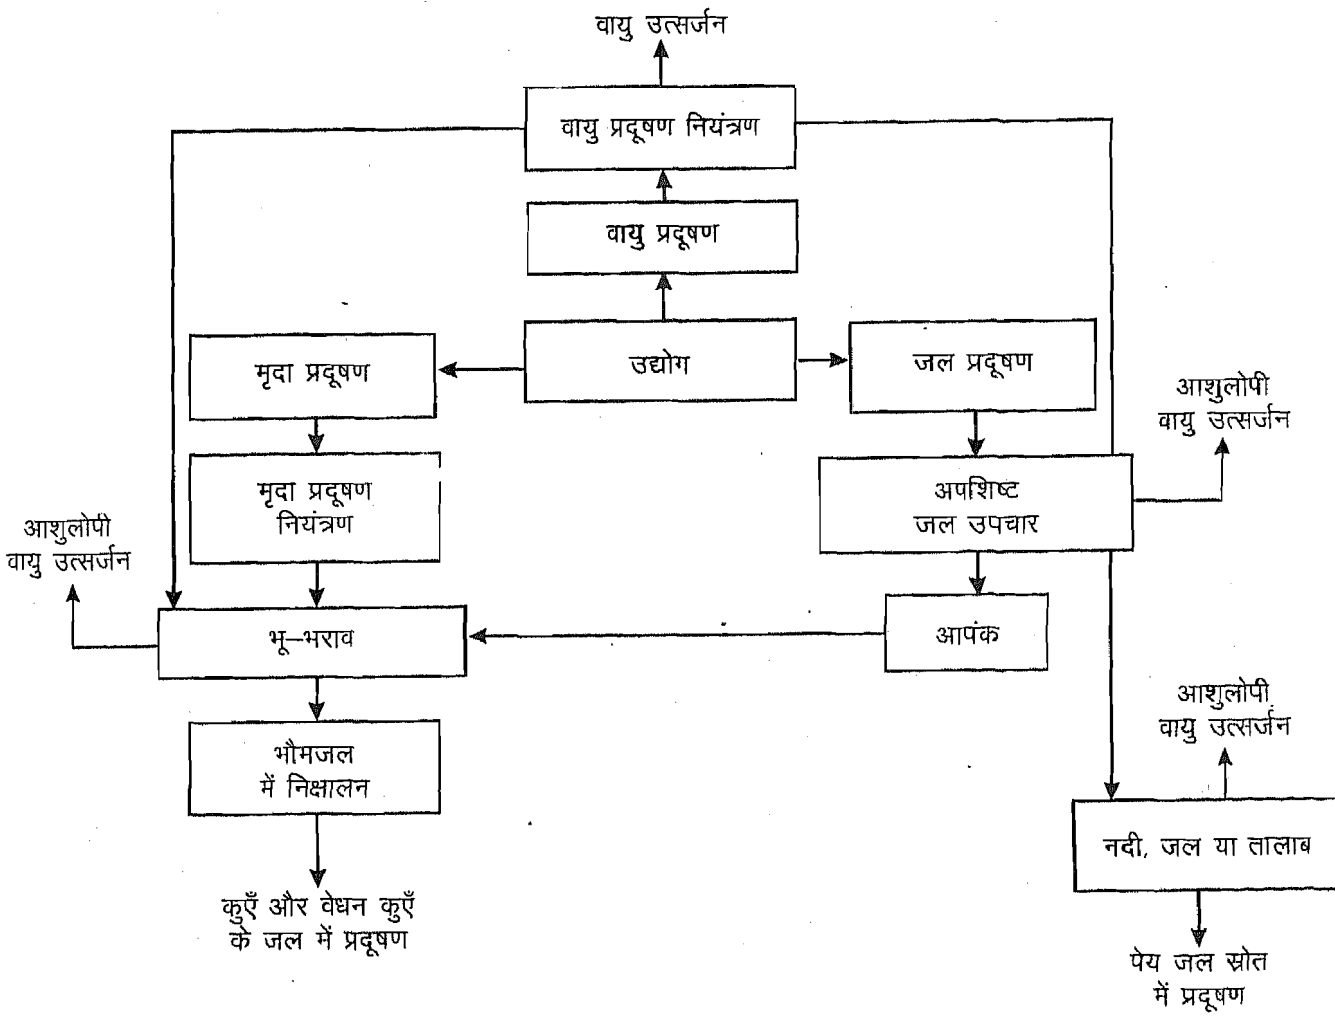 वायु उत्सर्जन
वायु प्रदूषण नियंत्रण
वायु प्रदूषण
उद्योग
मृदा प्रदूषण
जल प्रदूषण
आशुलोपी
वायु उत्सर्जन
मृदा प्रदूषण
नियंत्रण
अपशिष्ट
जल उपचार
आशुलोपी
वायु उत्सर्जन
भू–भराव
आपंक
आशुलोपी
वायु उत्सर्जन
भौमजल
में निक्षालन
नदी, जल या तालाब
कुएँ और वेधन कुएँ
के जल में प्रदूषण
पेय जल स्रोत
में प्रदूषण